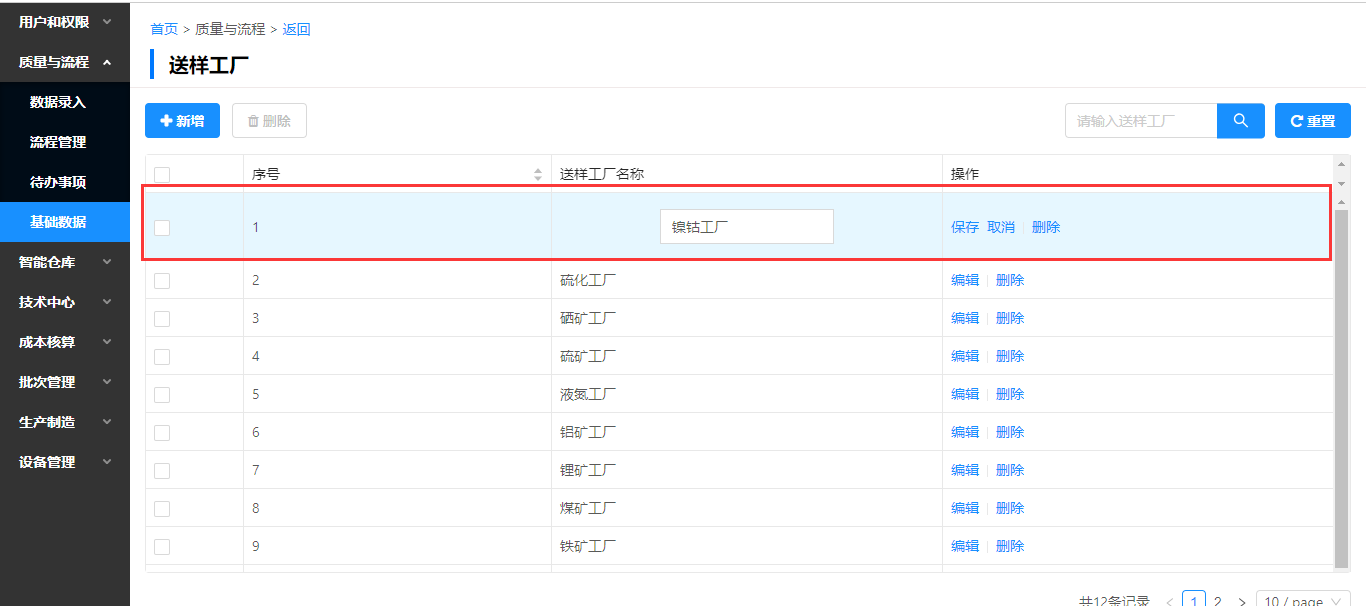 用户和权限
质量与流程
数据录入
流程管理
待办事项
基础数据
智能仓库
技术中心
成本核算
批次管理
生产制造
设备管理
首页 > 质量与流程 > 返回
送样工厂
新增 删除 请输入送样工厂 重置
序号 送样工厂名称 操作
1 镍钴工厂 保存 取消 删除
2 硫化工厂 编辑 删除
3 硒矿工厂 编辑 删除
4 硫矿工厂 编辑 删除
5 液氮工厂 编辑 删除
6 铝矿工厂 编辑 删除
7 锂矿工厂 编辑 删除
8 煤矿工厂 编辑 删除
9 铁矿工厂 编辑 删除
共12条记录 < 1 2 > 10 / page